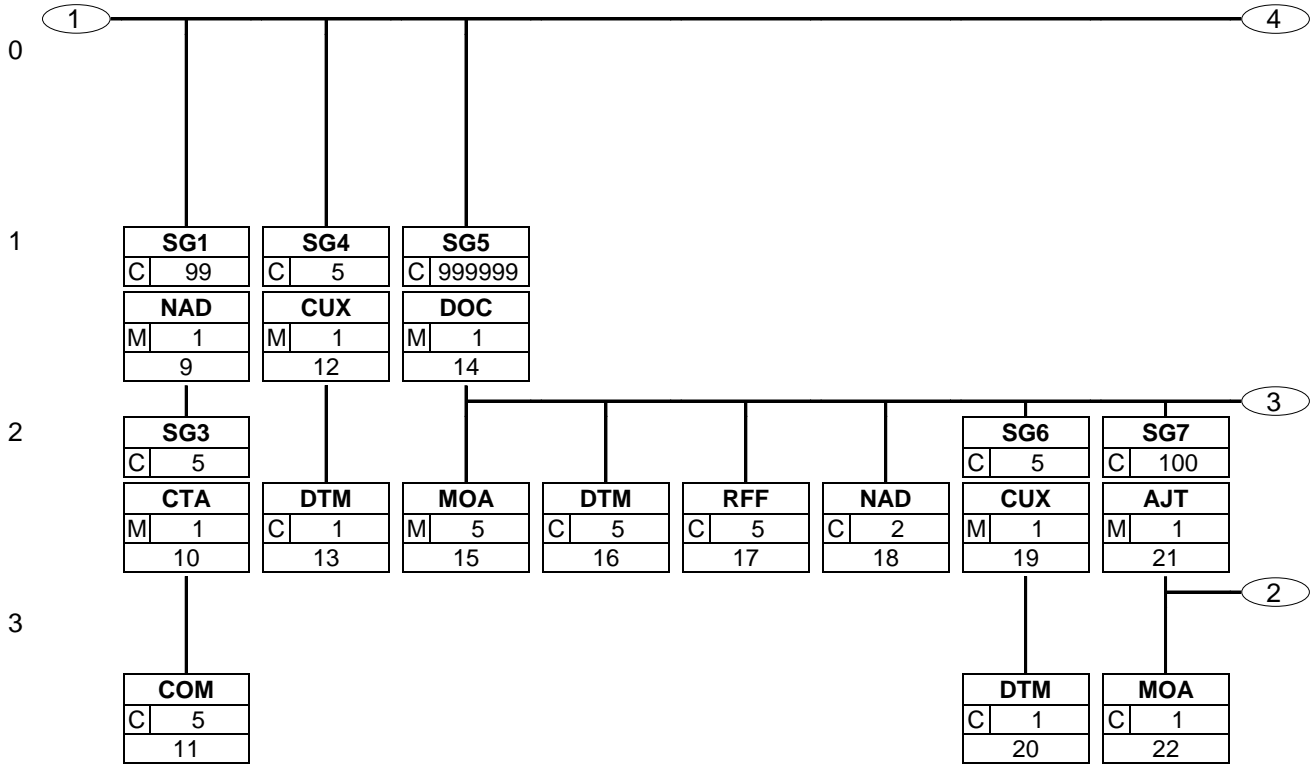 1 4
0
1 SG1 SG4 SG5
C 99 C 5 C 999999
NAD CUX DOC
M 1 M 1 M 1
9 12 14
3
2 SG3 SG6 SG7
C 5 C 5 C 100
CTA DTM MOA DTM RFF NAD CUX AJT
M 1 C 1 M 5 C 5 C 5 C 2 M 1 M 1
10 13 15 16 17 18 19 21
2
3
COM DTM MOA
C 5 C 1 C 1
11 20 22